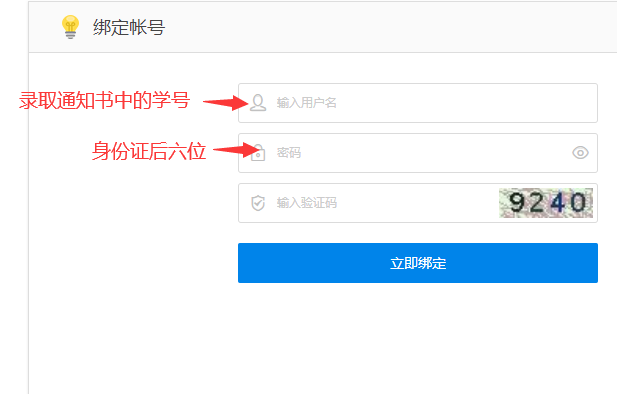 绑定帐号
录取通知书中的学号
输入用户名
身份证后六位
密码
输入验证码
9240
立即绑定